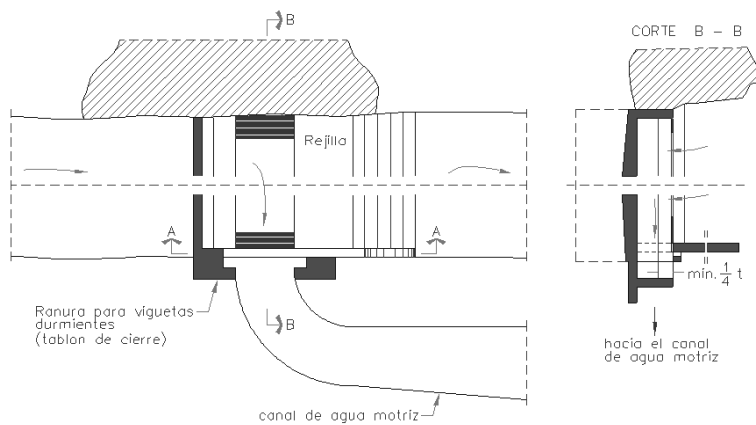 B
CORTE B - B
Rejilla
A
A
Ranura para viguetas
durmientes
(tablon de cierre)
B
min. 1/4 t
hacia el canal
de agua motriz
canal de agua motriz